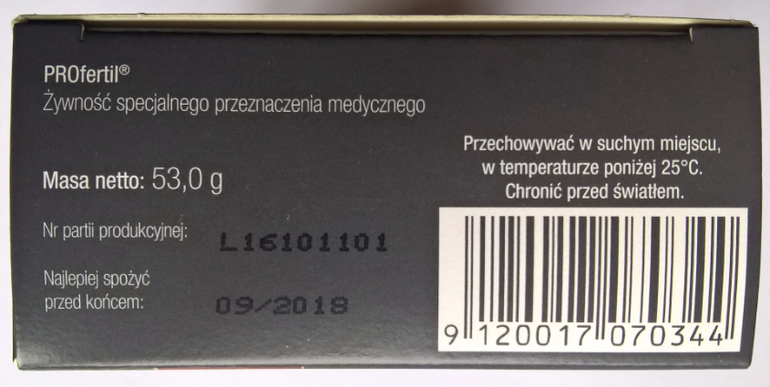 PROfertil®
Żywność specjalnego przeznaczenia medycznego
Masa netto: 53,0 g
Nr partii produkcyjnej: L16101101
Najlepiej spożyć
przed końcem: 09/2018
Przechowywać w suchym miejscu,
w temperaturze poniżej 25°C.
Chronić przed światłem.
9 120017 070344